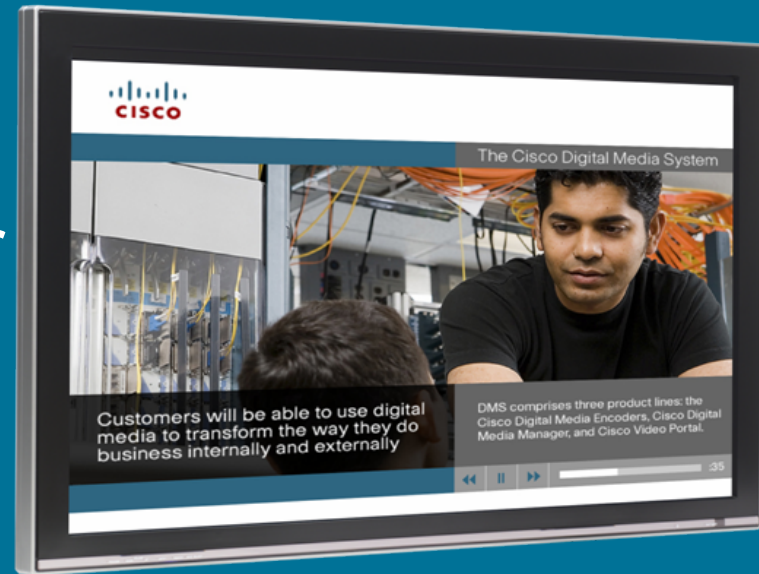 CISCO
The Cisco Digital Media System
Customers will be able to use digital
media to transform the way they do
business internally and externally
DMS comprises three product lines: the
Cisco Digital Media Encoders, Cisco Digital
Media Manager, and Cisco Video Portal.
:35